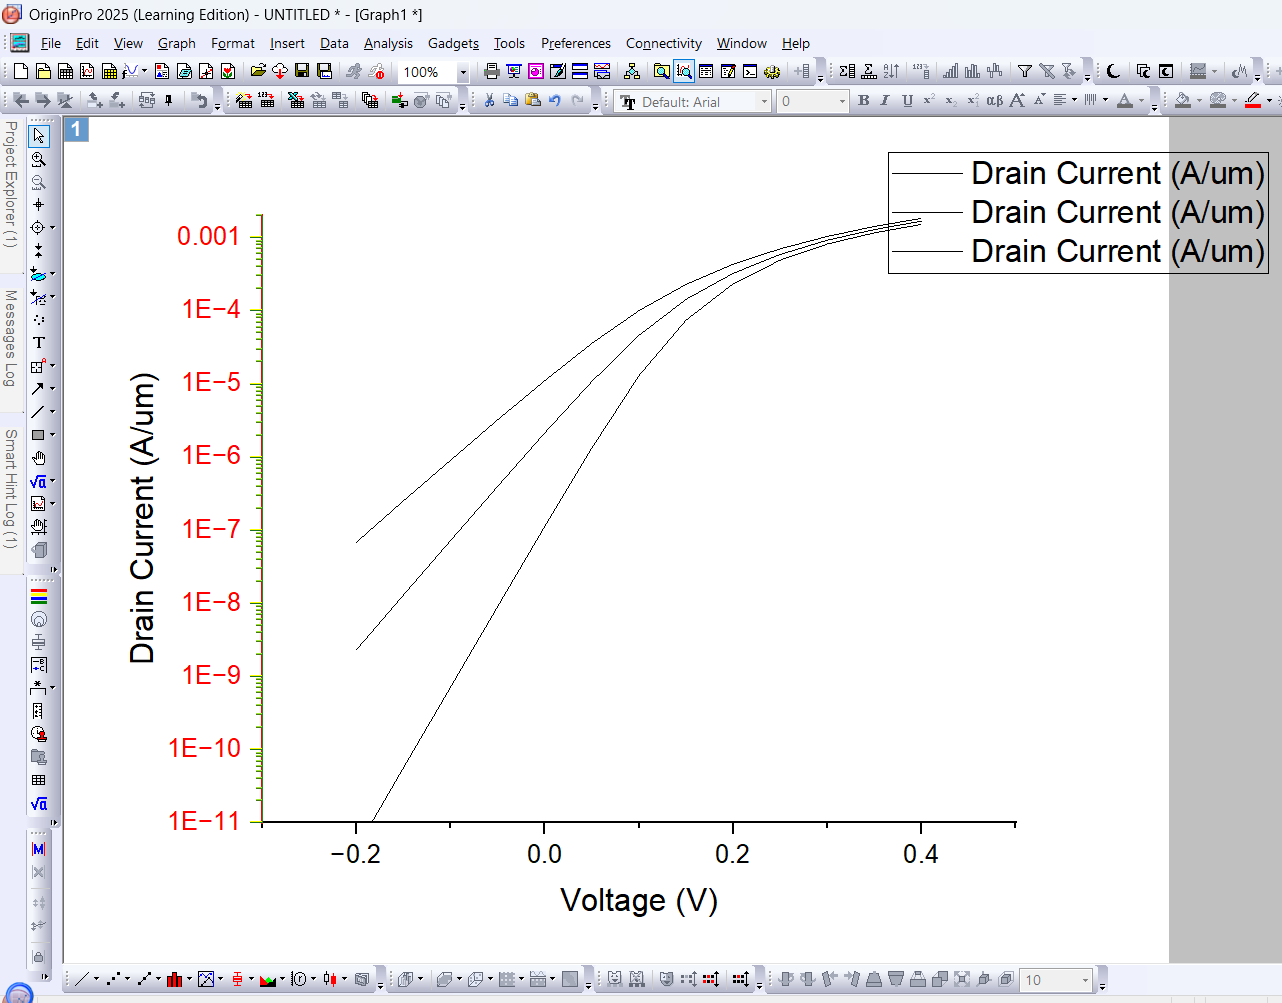 OriginPro 2025 (Learning Edition) - UNTITLED * - [Graph1 *]
File Edit View Graph Format Insert Data Analysis Gadgets Tools Preferences Connectivity Window Help
100%
Default: Arial 0 B I U
Project Explorer (1)
Messages Log
Smart Hint Log (1)
1
Drain Current (A/um)
Drain Current (A/um)
Drain Current (A/um)
0.001
1E−4
1E−5
1E−6
1E−7
1E−8
1E−9
1E−10
1E−11
Drain Current (A/um)
−0.2 0.0 0.2 0.4
Voltage (V)
10